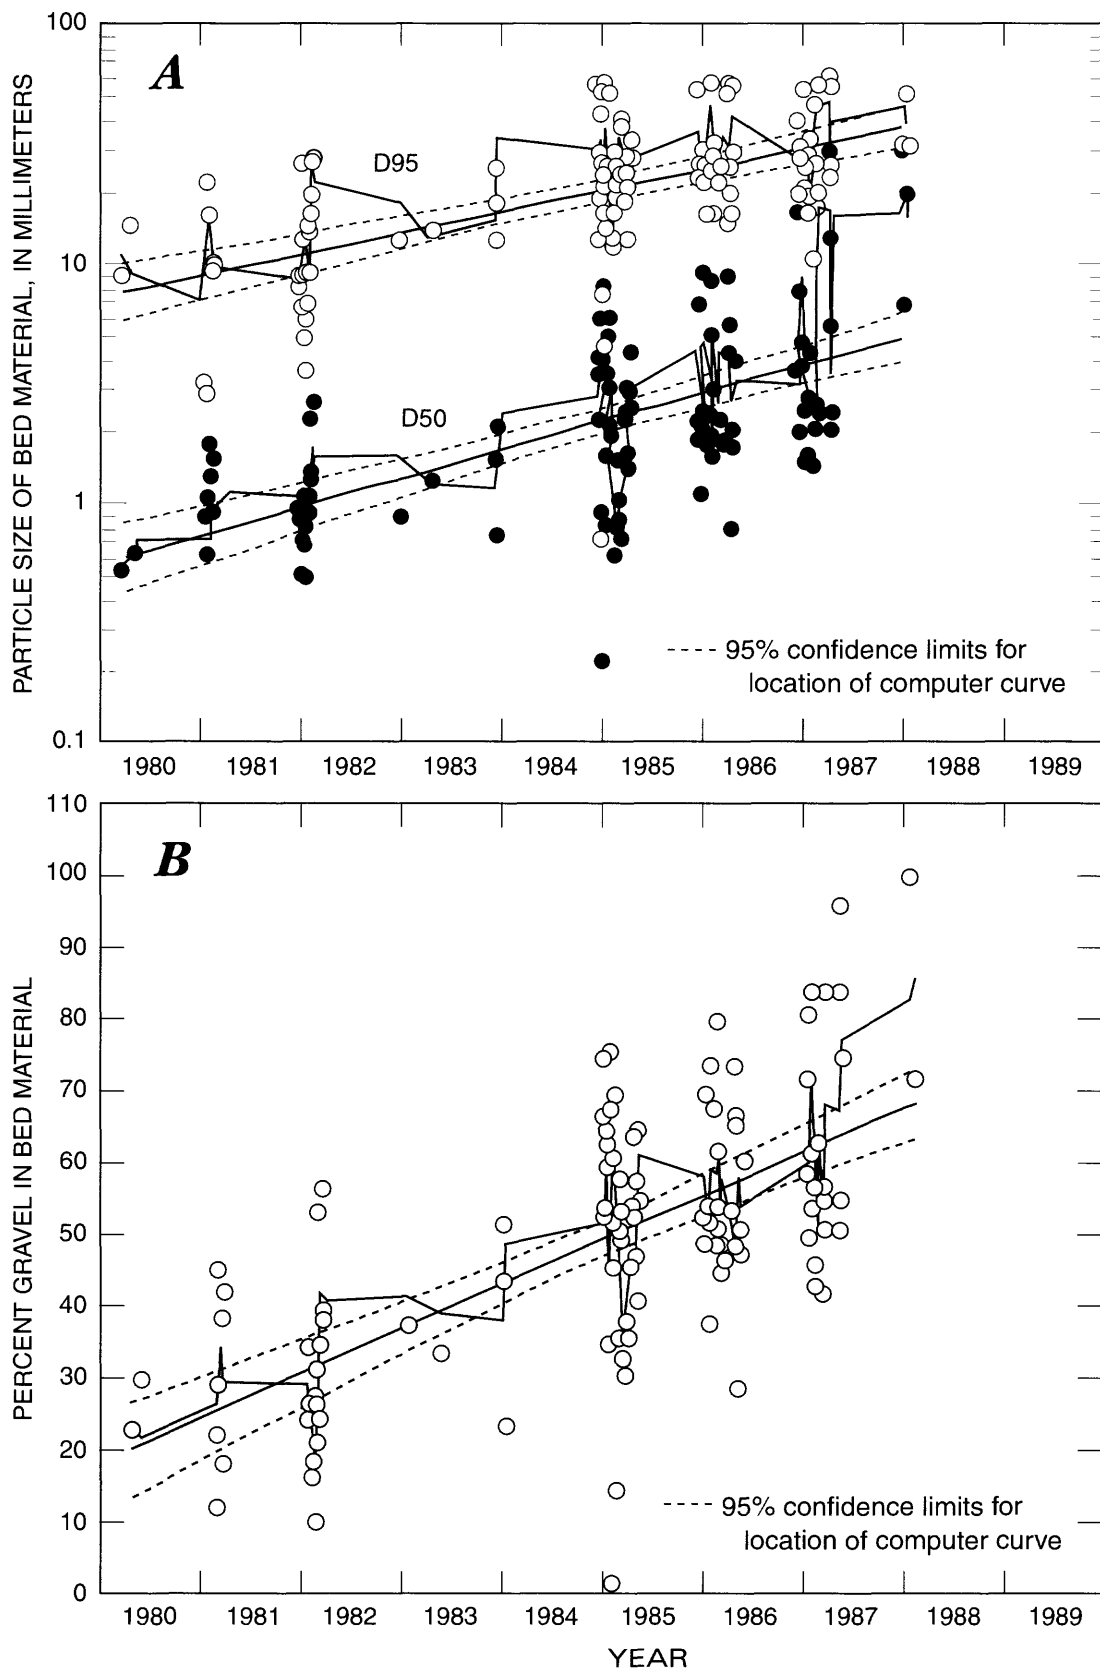 PARTICLE SIZE OF BED MATERIAL, IN MILLIMETERS
100
10
1
0.1
A
D95
D50
95% confidence limits for
location of computer curve
1980 1981 1982 1983 1984 1985 1986 1987 1988 1989
PERCENT GRAVEL IN BED MATERIAL
110
100
90
80
70
60
50
40
30
20
10
0
B
95% confidence limits for
location of computer curve
1980 1981 1982 1983 1984 1985 1986 1987 1988 1989
YEAR